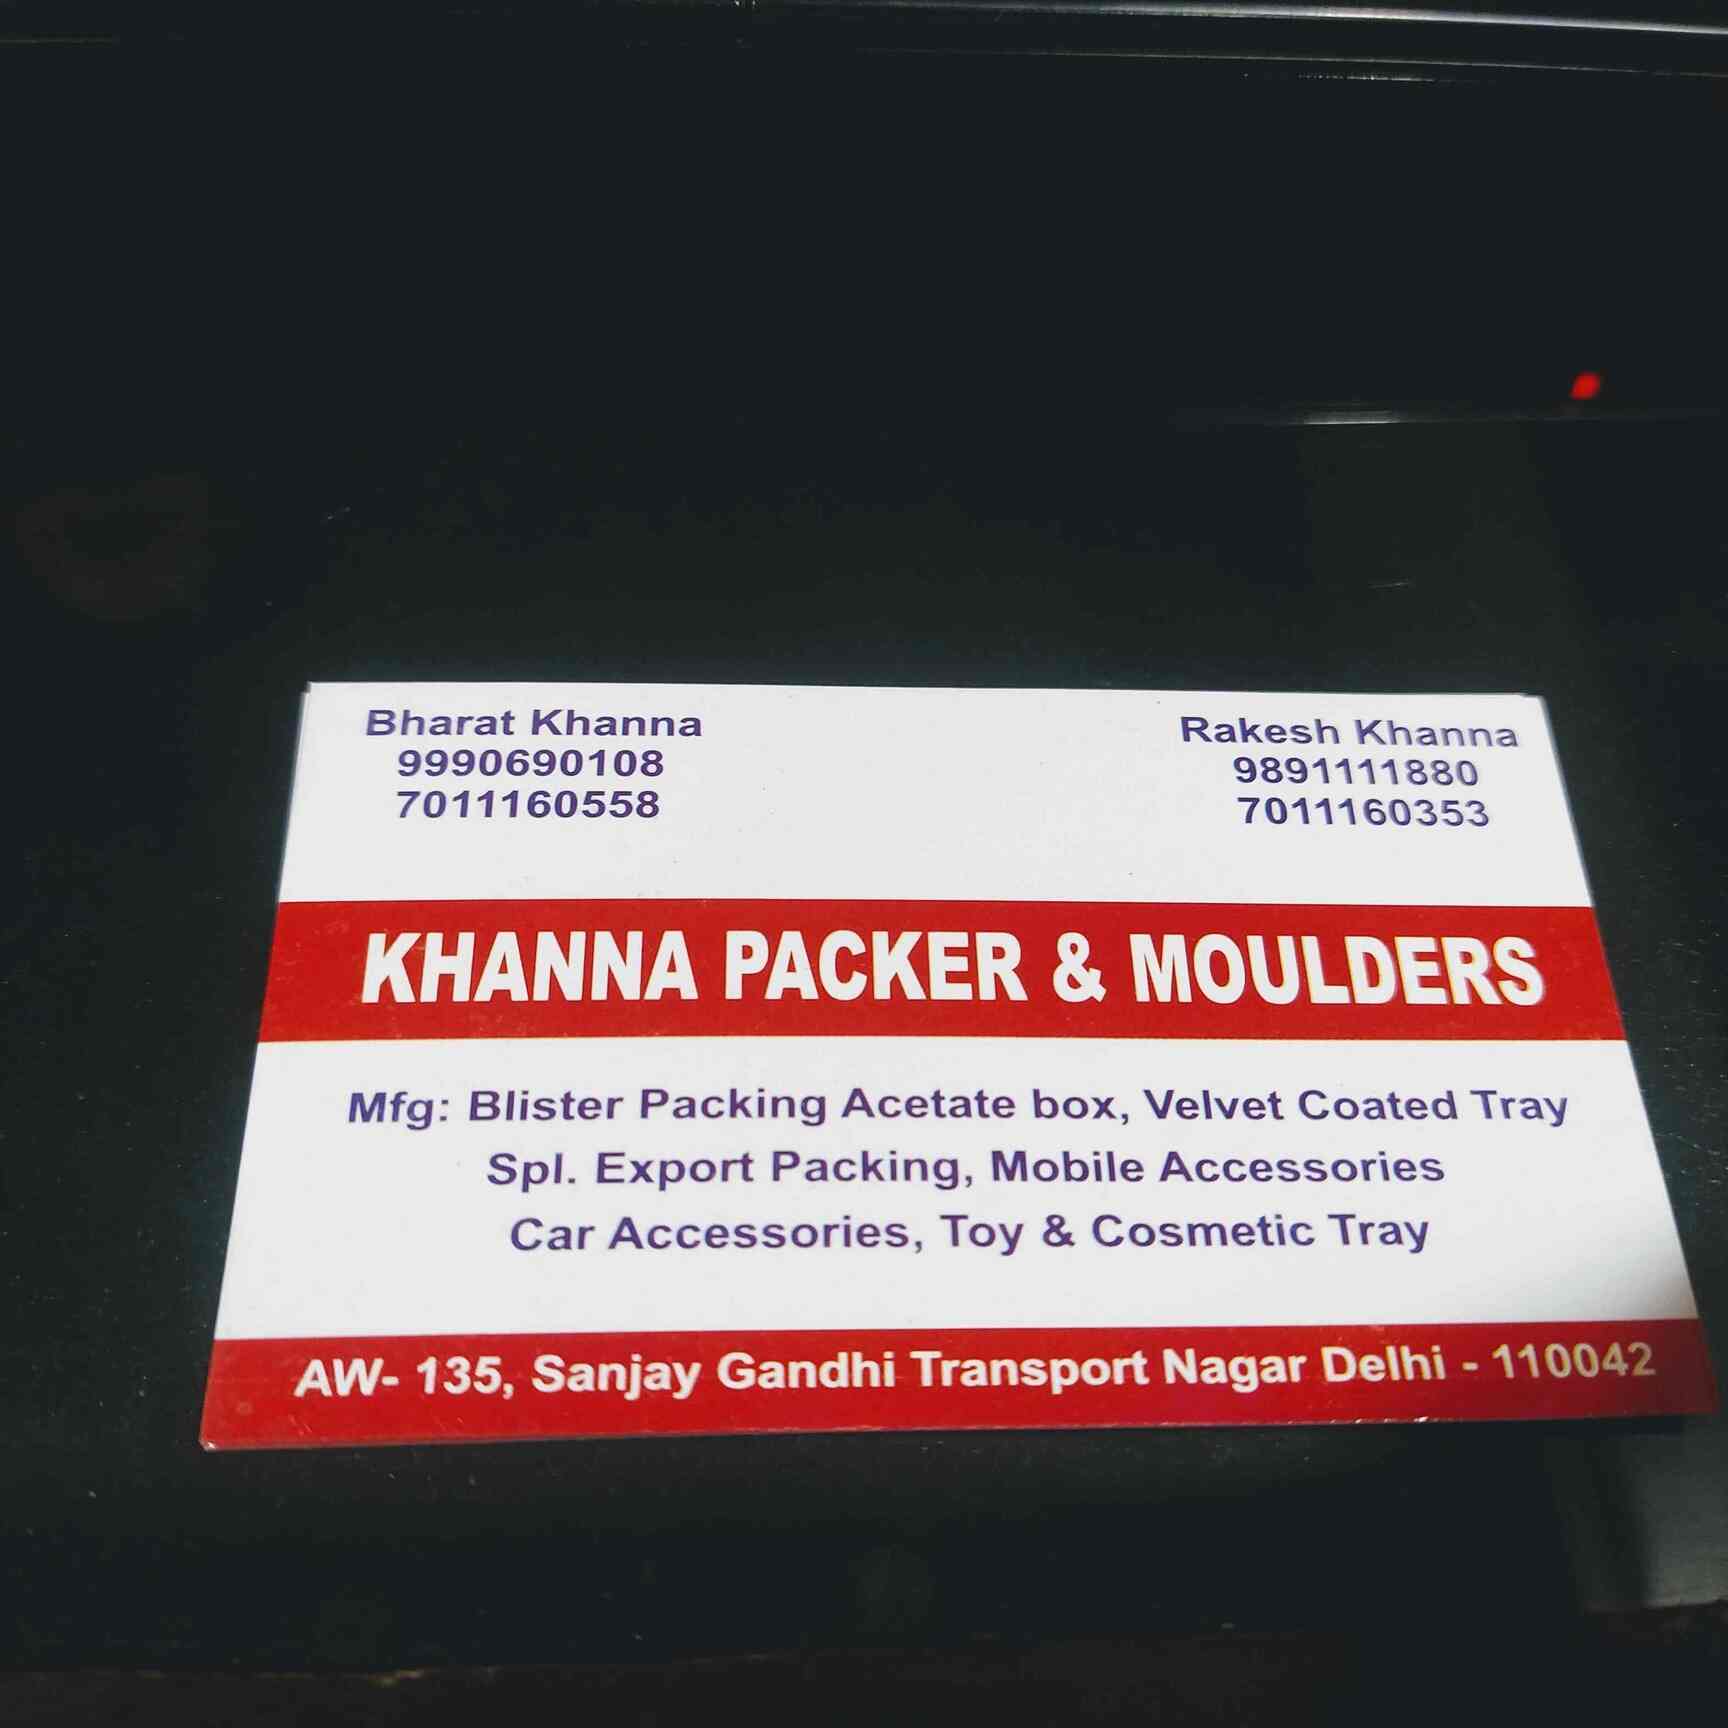 Bharat Khanna
9990690108
7011160558
Rakesh Khanna
9891111880
7011160353
KHANNA PACKER & MOULDERS
Mfg: Blister Packing Acetate box, Velvet Coated Tray
Spl. Export Packing, Mobile Accessories
Car Accessories, Toy & Cosmetic Tray
AW- 135, Sanjay Gandhi Transport Nagar Delhi - 110042